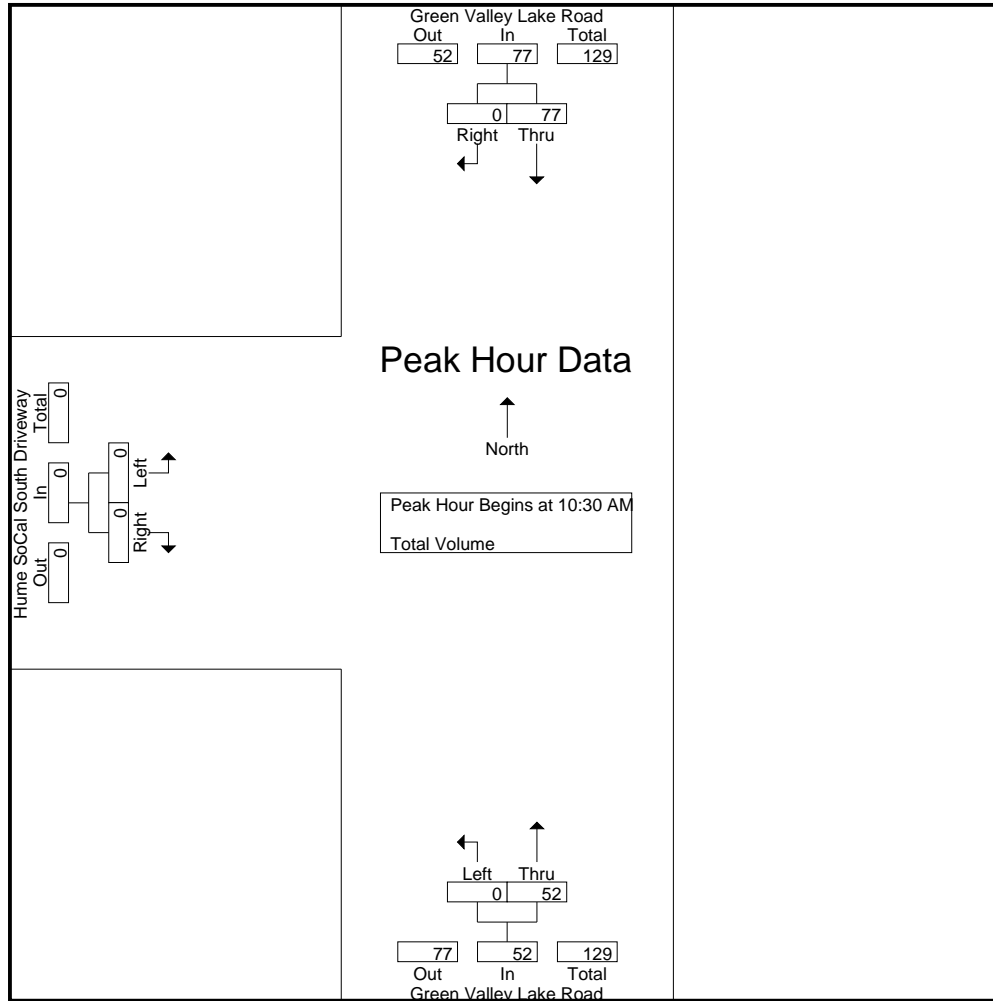 Green Valley Lake Road
Out In Total
52 77 129
0 77
Right Thru
Peak Hour Data
North
Peak Hour Begins at 10:30 AM
Total Volume
Hume SoCal South Driveway
Out In Total
0 0 0
Right Left
0 0
Left Thru
0 52
77 52 129
Out In Total
Green Valley Lake Road